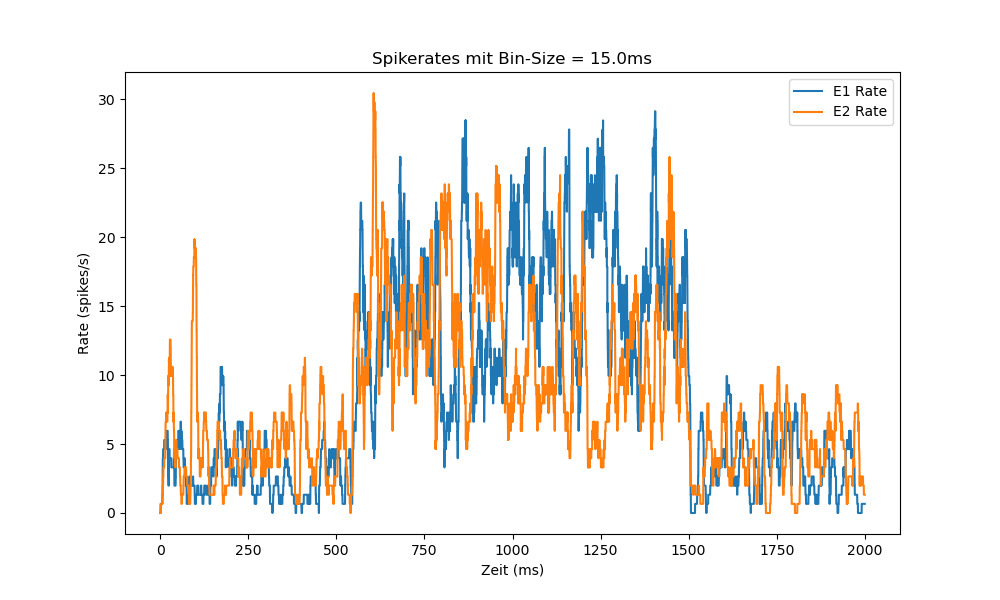 Spikerates mit Bin-Size = 15.0ms
E1 Rate
E2 Rate
Rate (spikes/s)
30
25
20
15
10
5
0
0 250 500 750 1000 1250 1500 1750 2000
Zeit (ms)